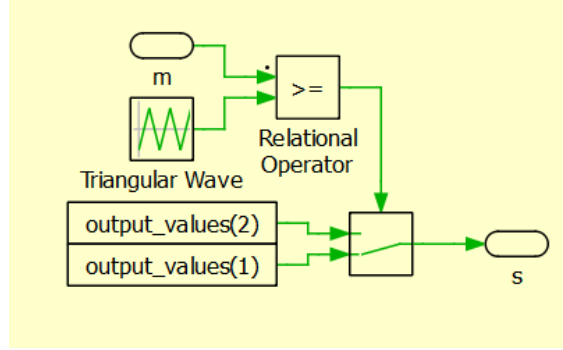 m
>=
Relational
Operator
Triangular Wave
output_values(2)
output_values(1)
s